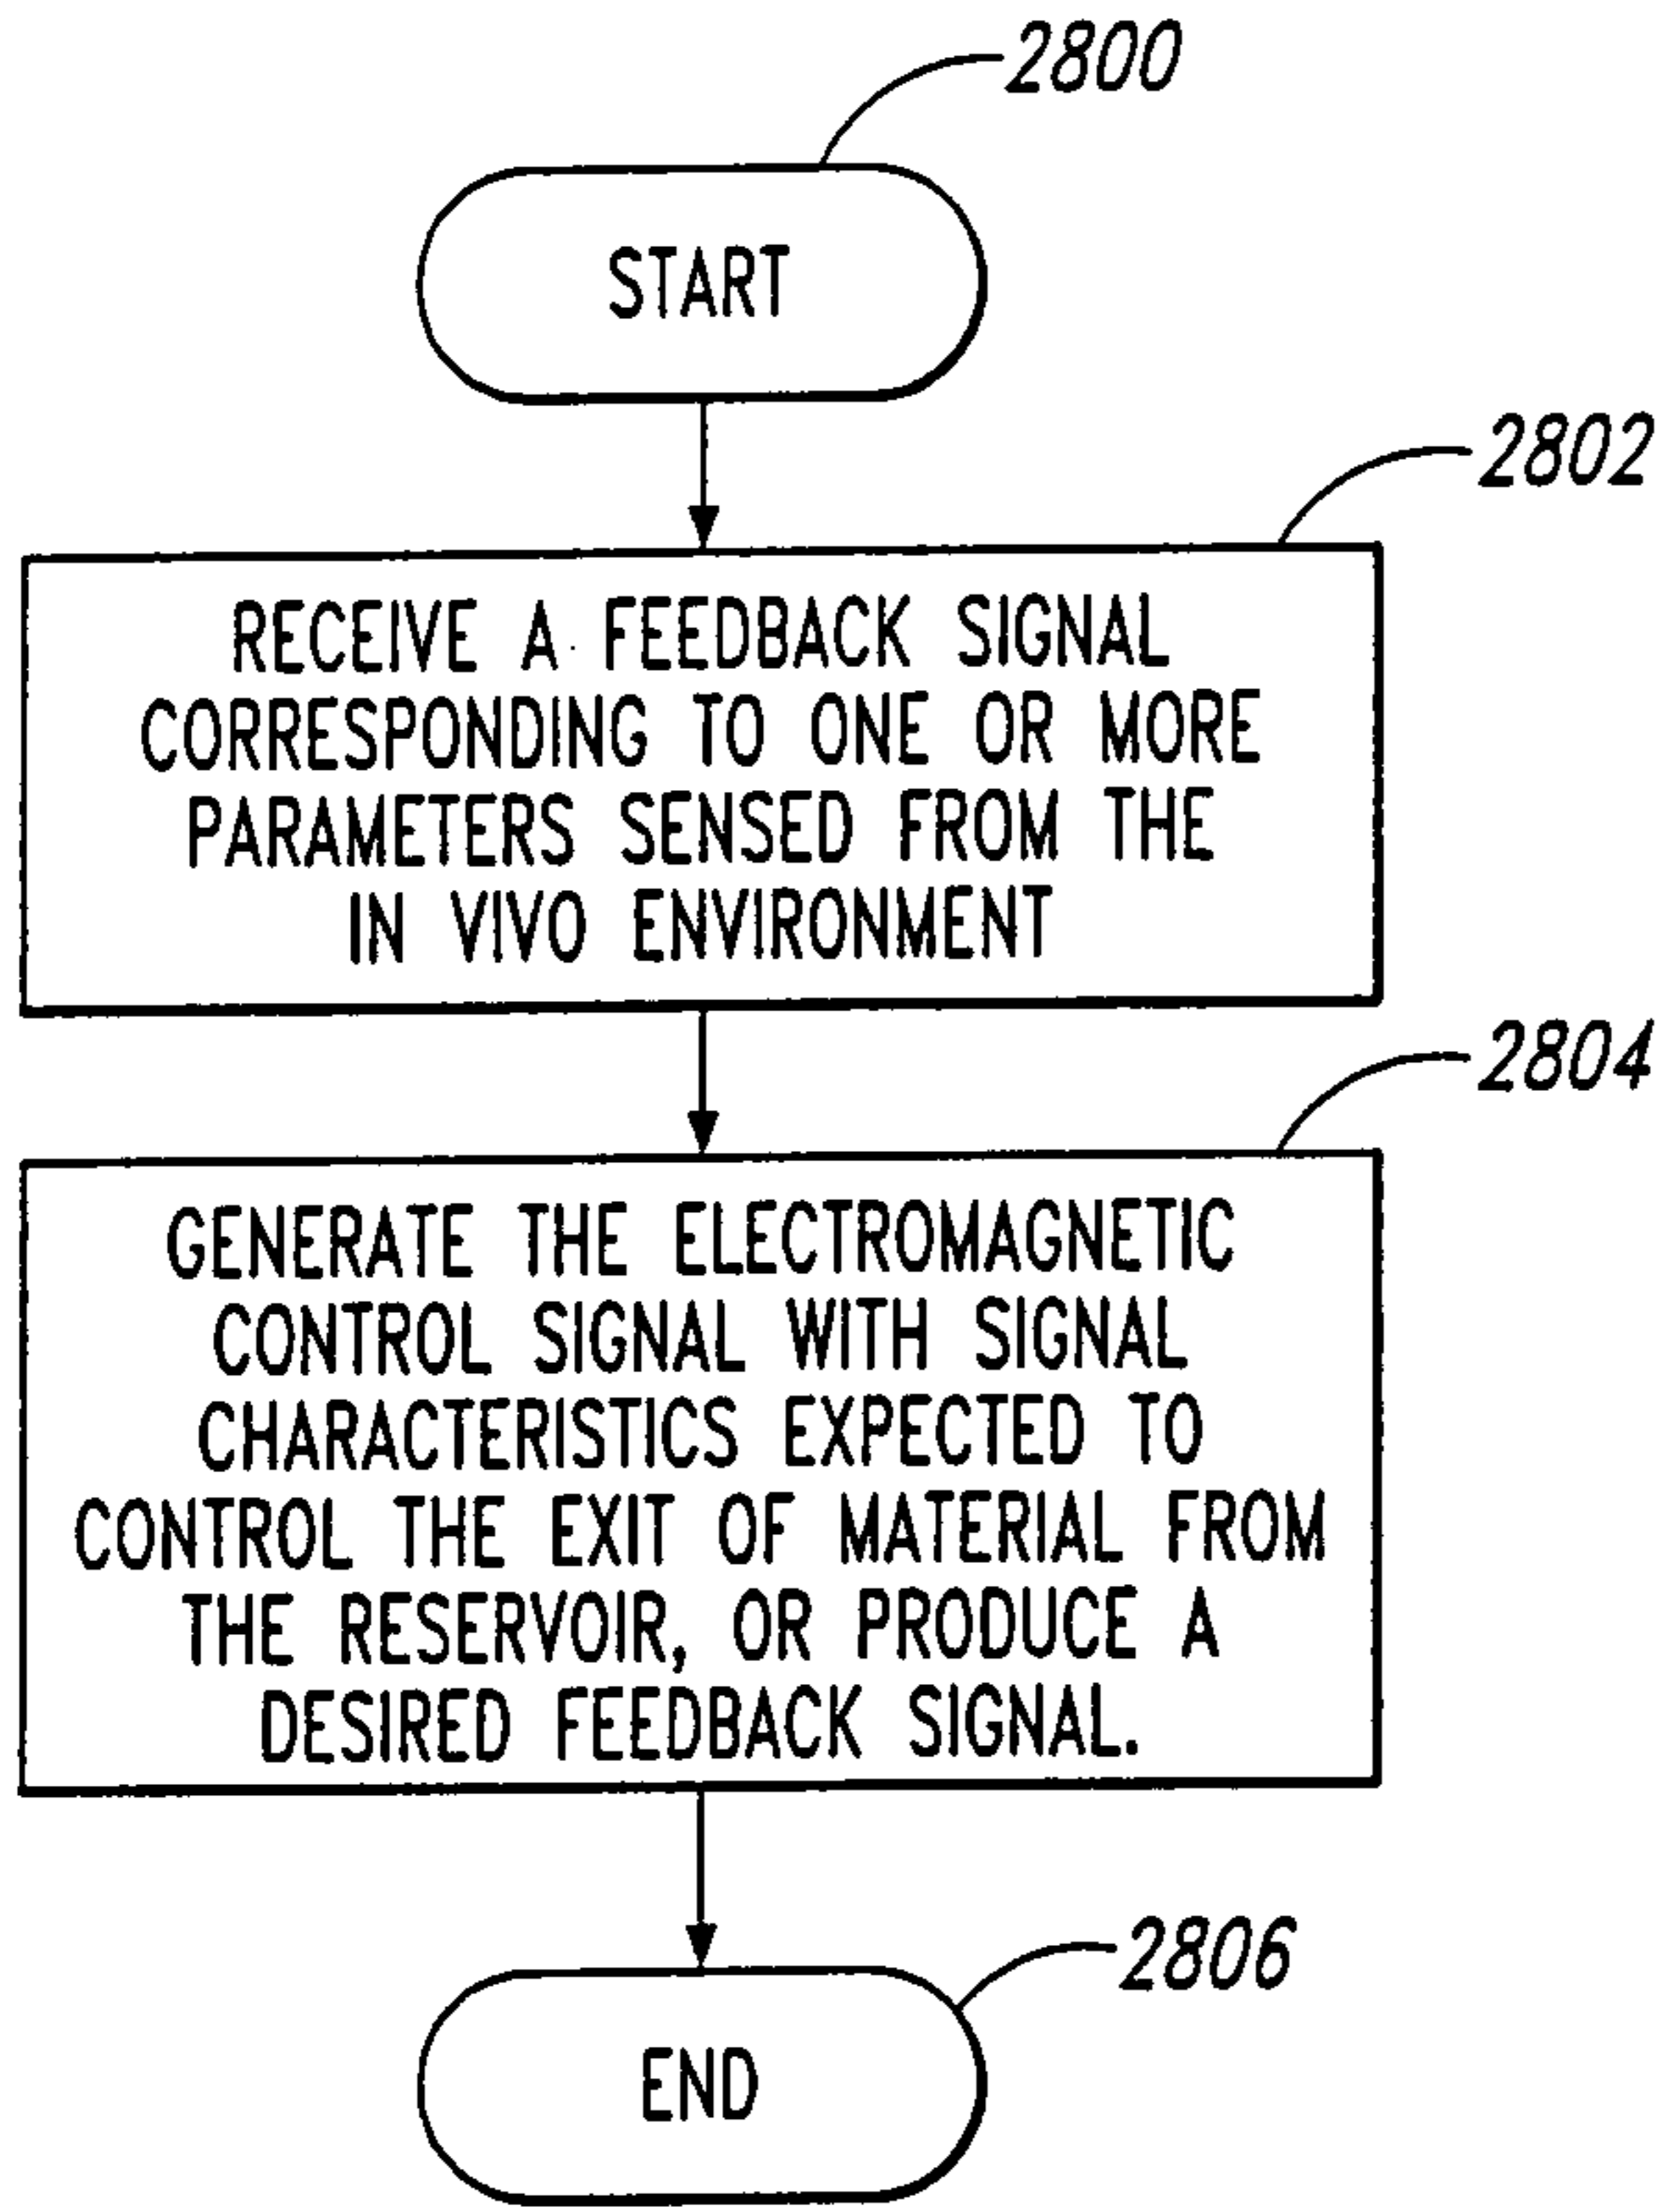 2800
START
2802
RECEIVE A FEEDBACK SIGNAL
CORRESPONDING TO ONE OR MORE
PARAMETERS SENSED FROM THE
IN VIVO ENVIRONMENT
2804
GENERATE THE ELECTROMAGNETIC
CONTROL SIGNAL WITH SIGNAL
CHARACTERISTICS EXPECTED TO
CONTROL THE EXIT OF MATERIAL FROM
THE RESERVOIR, OR PRODUCE A
DESIRED FEEDBACK SIGNAL.
2806
END